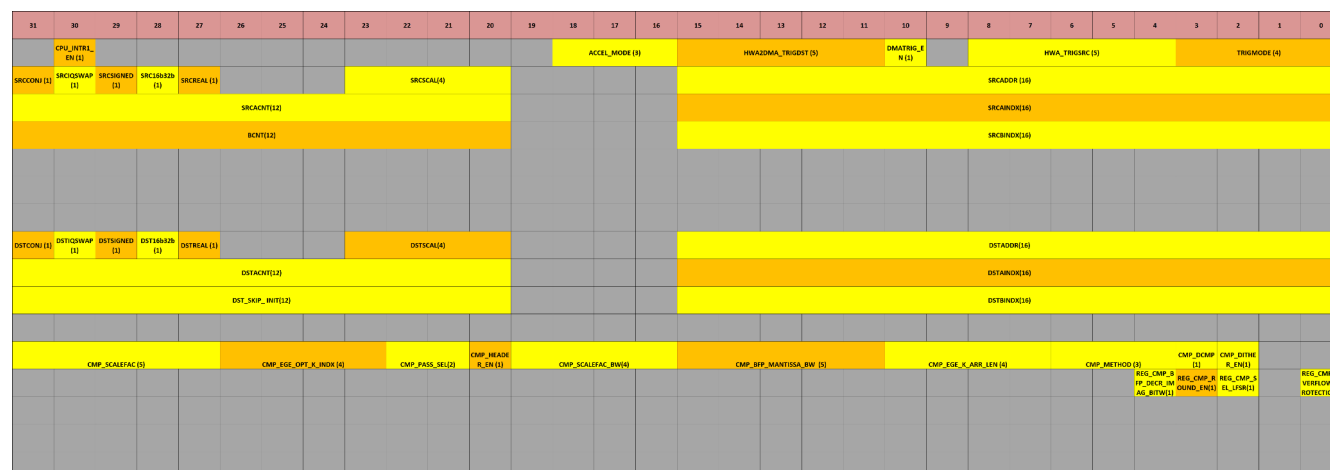 31 30 29 28 27 26 25 24 23 22 21 20 19 18 17 16 15 14 13 12 11 10 9 8 7 6 5 4 3 2 1 0
CPU_INTR1_
EN (1)
ACCEL_MODE (3)
HWA2DMA_TRIGDST (5)
DMATRIG_E
N (1)
HWA_TRIGSRC (5)
TRIGMODE (4)
SRCCONJ (1)
SRCIQSWAP
(1)
SRCSIGNED
(1)
SRC16b32b
(1)
SRCREAL (1)
SRCSCAL(4)
SRCADDR (16)
SRCACNT(12)
SRCAINDX(16)
BCNT(12)
SRCBINDX(16)
DSTCONJ (1)
DSTIQSWAP
(1)
DSTSIGNED
(1)
DST16b32b
(1)
DSTREAL (1)
DSTSCAL(4)
DSTADDR(16)
DSTACNT(12)
DSTAINDX(16)
DST_SKIP_ INIT(12)
DSTBINDX(16)
CMP_SCALEFAC (5)
CMP_EGE_OPT_K_INDX (4)
CMP_PASS_SEL(2)
CMP_HEADE
R_EN (1)
CMP_SCALEFAC_BW(4)
CMP_BFP_MANTISSA_BW (5)
CMP_EGE_K_ARR_LEN (4)
CMP_METHOD (3)
CMP_DCMP
(1)
CMP_DITHE
R_EN(1)
REG_CMP_B
FP_DECR_IM
AG_BITW(1)
REG_CMP_R
OUND_EN(1)
REG_CMP_S
EL_LFSR(1)
REG_CMP
VERFLOW
ROTECTIO